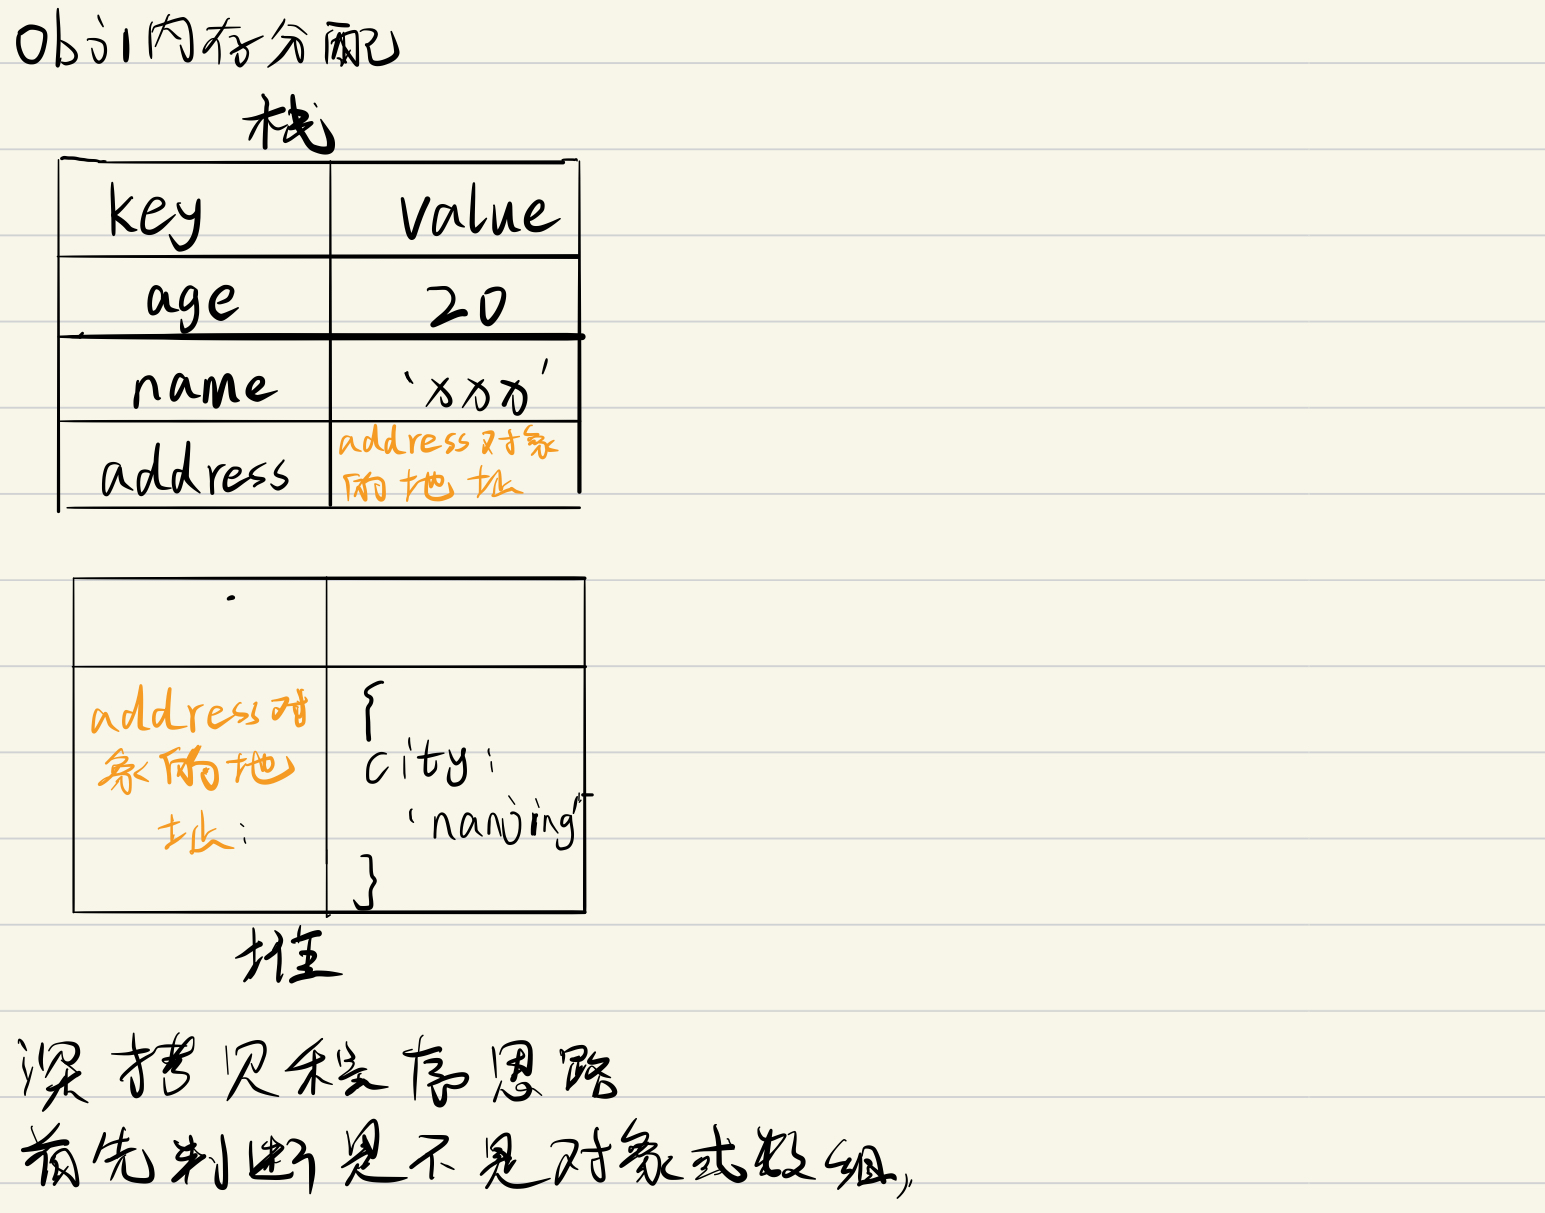 Obj1内存分配
栈
key value
age 20
name 'xxx'
address address对象
的地址
address对
象的地
址:
{
city:
'nanjing'
}
堆
深拷贝程序思路
首先判断是不是对象或数组,